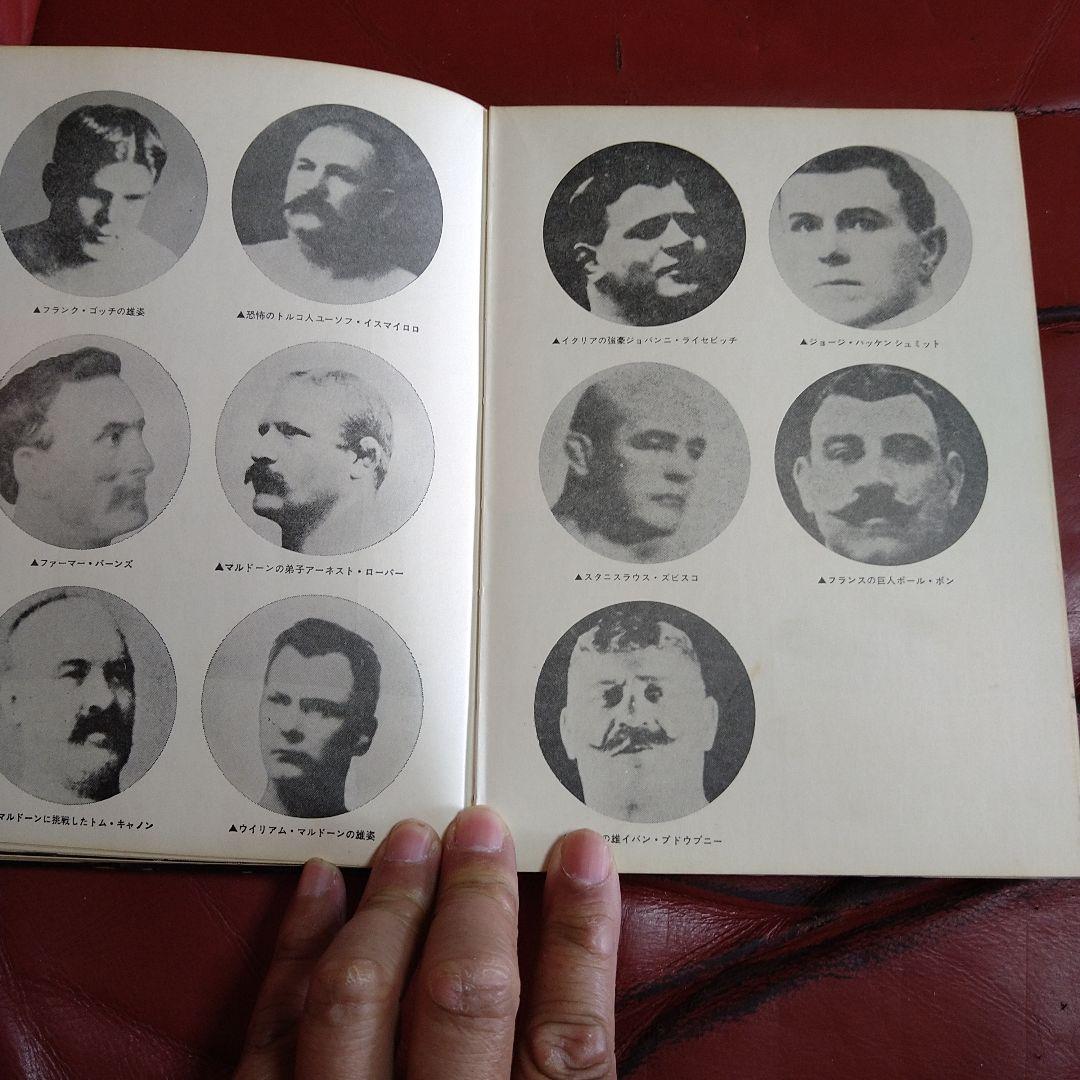 ▲フランク・ゴッチの雄姿
▲恐怖のトルコ人ユーソフ・イスマイロロ
▲ファーマー・バーンズ
▲マルドーンの弟子アーネスト・ローバー
マルドーンに挑戦したトム・キャノン
▲ウイリアム・マルドーンの雄姿
▲イタリアの強豪ジョバンニ・ライセビッチ
▲ジョージ・ハッケンシュミット
▲スタニスラウス・ズビスコ
▲フランスの巨人ポール・ポン
の雄イバン・プドウブニー